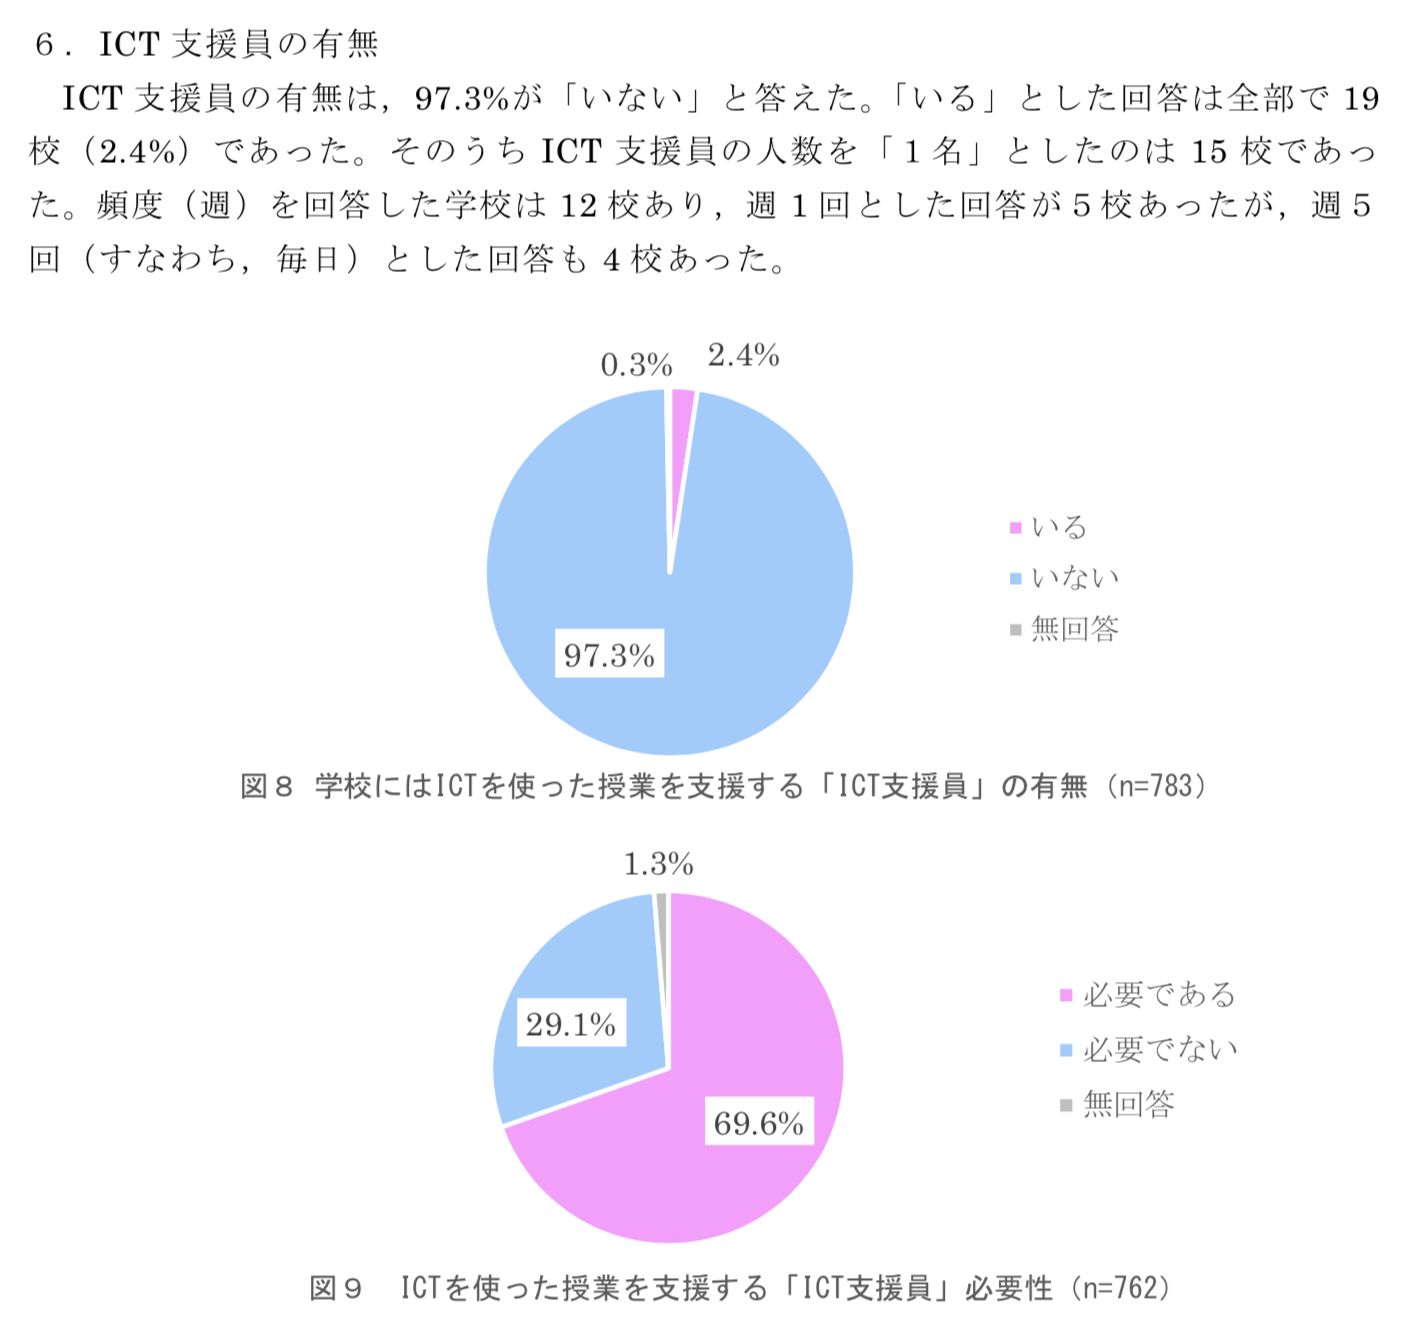 ６．ICT 支援員の有無
ICT 支援員の有無は，97.3%が「いない」と答えた。「いる」とした回答は全部で 19
校（2.4%）であった。そのうち ICT 支援員の人数を「１名」としたのは 15 校であっ
た。頻度（週）を回答した学校は 12 校あり，週１回とした回答が５校あったが，週５
回（すなわち，毎日）とした回答も４校あった。
0.3% 2.4%
97.3%
いる
いない
無回答
図８ 学校にはICTを使った授業を支援する「ICT支援員」の有無（n=783）
1.3%
29.1%
69.6%
必要である
必要でない
無回答
図９ ICTを使った授業を支援する「ICT支援員」必要性（n=762）